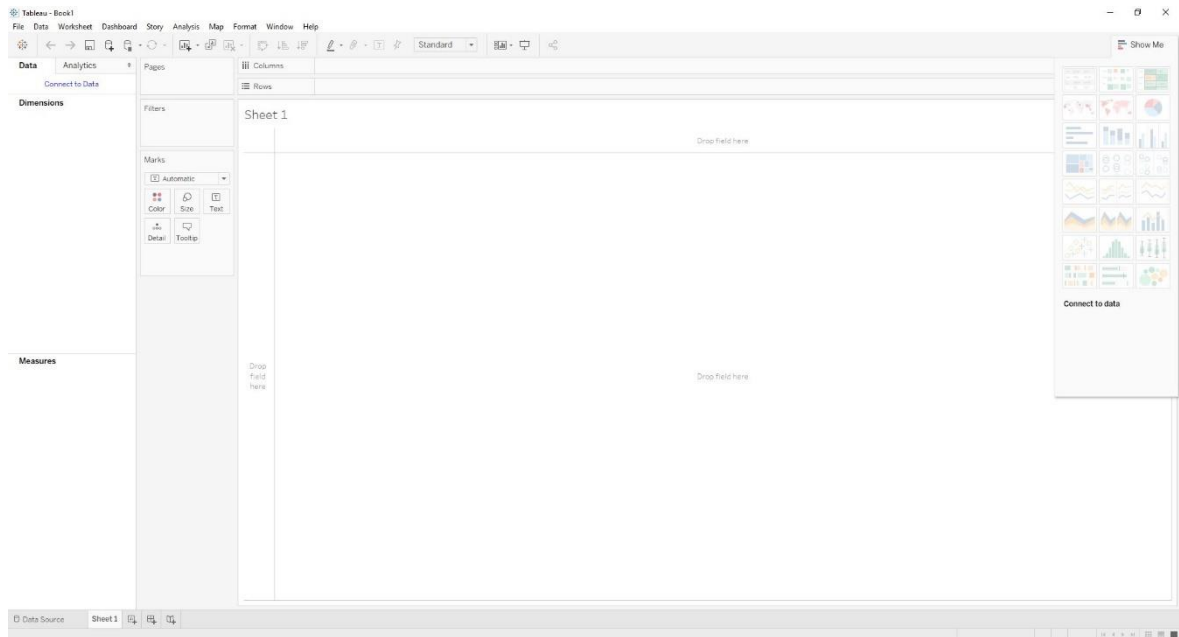 Tableau - Book1
File Data Worksheet Dashboard Story Analysis Map Format Window Help
Standard
Show Me
Data Analytics
Connect to Data
Dimensions
Measures
Pages
Filters
Marks
Automatic
Color Size Text
Detail Tooltip
Columns
Rows
Sheet 1
Drop field here
Drop
field
here
Drop field here
Connect to data
Data Source Sheet 1